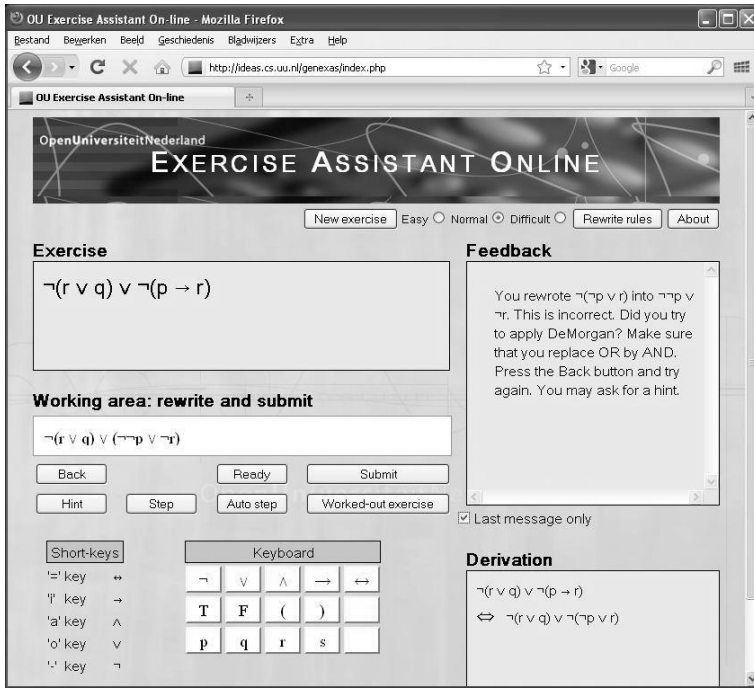 OU Exercise Assistant On-line - Mozilla Firefox
Bestand Bewerken Beeld Geschiedenis Bladwijzers Extra Help
http://ideas.cs.uu.nl/genexas/index.php
Google
OU Exercise Assistant On-line
OpenUniversiteitNederland
EXERCISE ASSISTANT ONLINE
New exercise Easy Normal Difficult Rewrite rules About
Exercise
¬(r ∨ q) ∨ ¬(p → r)
Feedback
You rewrote ¬(¬p ∨ r) into ¬¬p ∨
¬r. This is incorrect. Did you try
to apply DeMorgan? Make sure
that you replace OR by AND.
Press the Back button and try
again. You may ask for a hint.
Working area: rewrite and submit
¬(r ∨ q) ∨ (¬¬p ∨ ¬r)
Back Ready Submit
Hint Step Auto step Worked-out exercise
Last message only
Short-keys
'=' key ↔
'i' key →
'a' key ∧
'o' key ∨
'-' key ¬
Keyboard
¬ ∨ ∧ → ↔
T F ( )
p q r s
Derivation
¬(r ∨ q) ∨ ¬(p → r)
⇔ ¬(r ∨ q) ∨ ¬(¬p ∨ r)